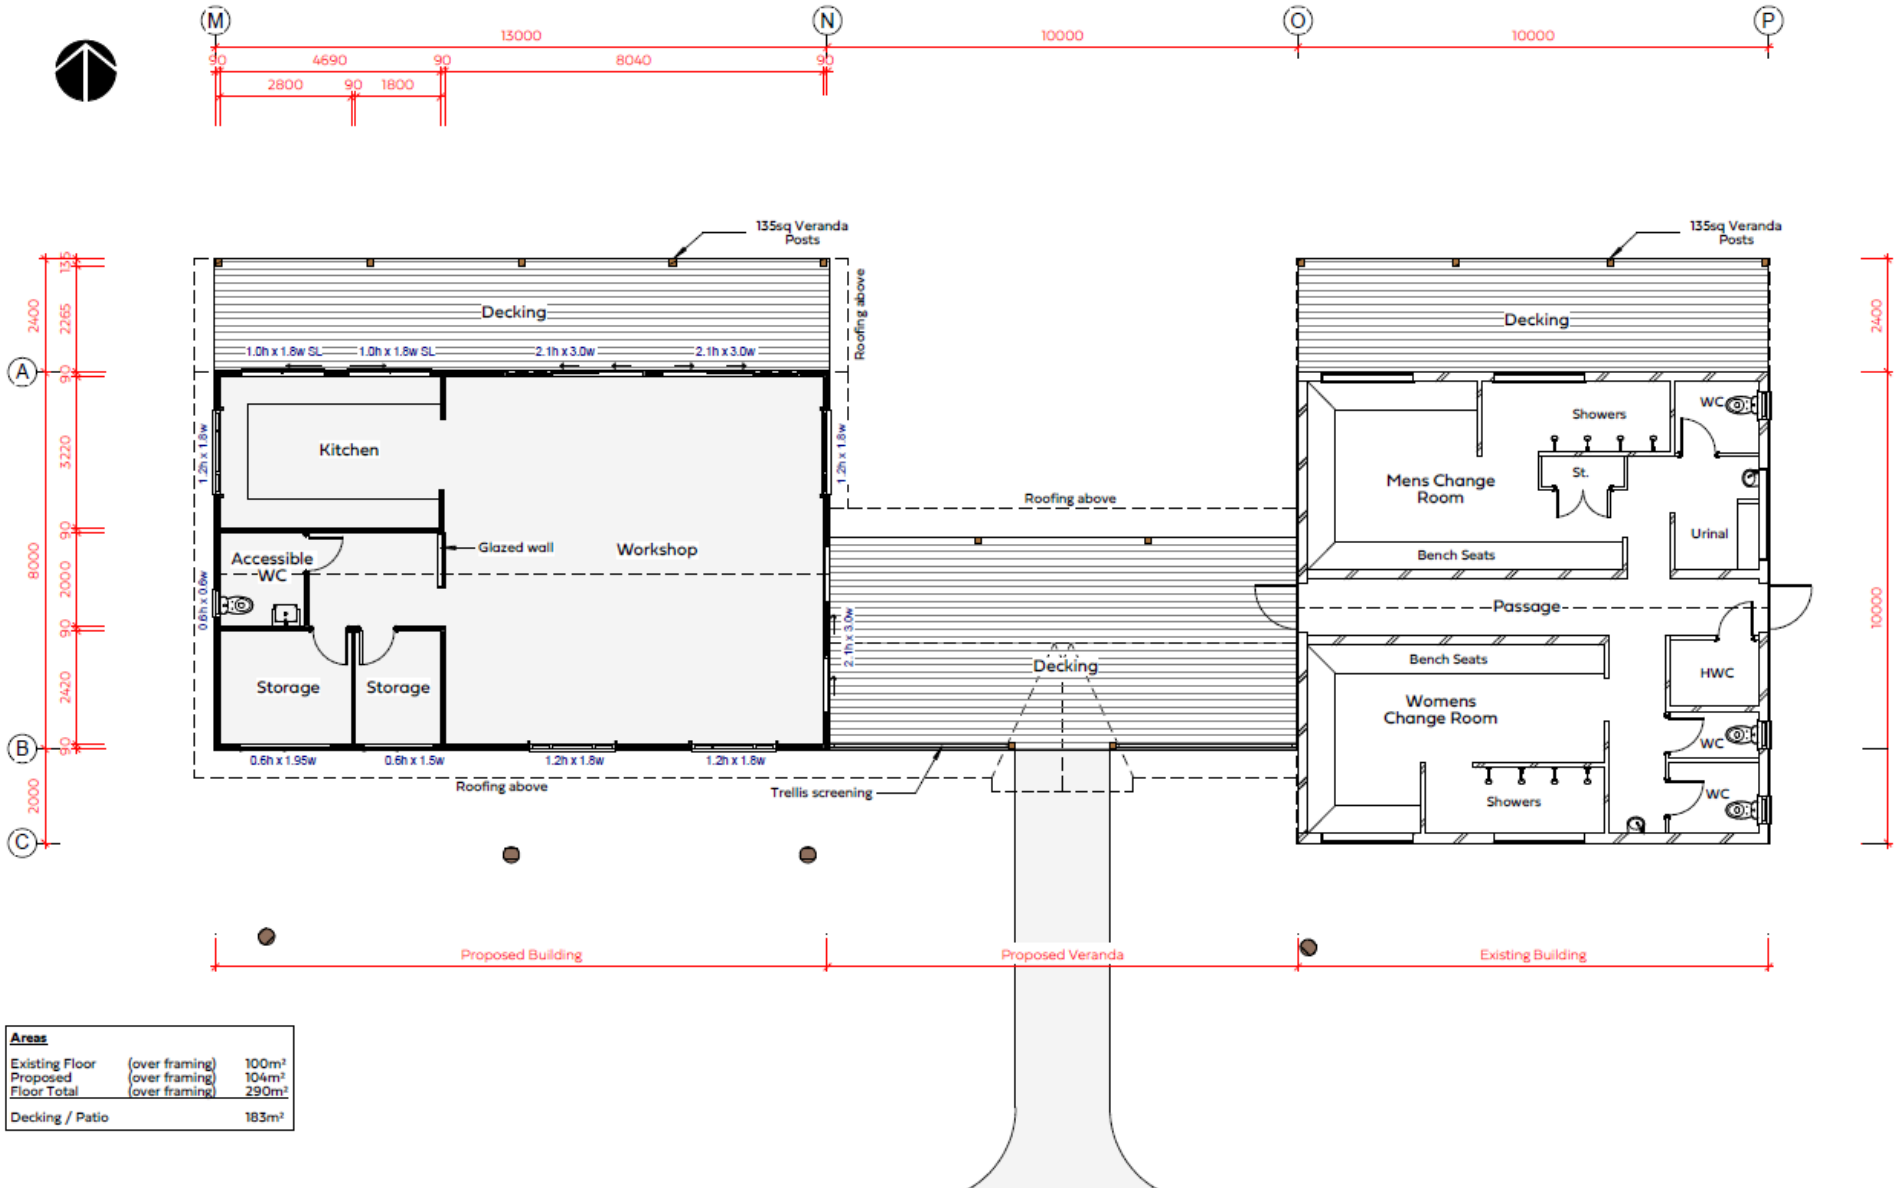 M
N
O
P
13000
10000
10000
90
4690
90
8040
90
2800
90
1800
135sq Veranda
Posts
135sq Veranda
Posts
135
2400
2265
Decking
Roofing above
Decking
2400
1.0h x 1.8w SL
1.0h x 1.8w SL
2.1h x 3.0w
2.1h x 3.0w
A
90
WC
Showers
3220
1.2h x 1.8w
Kitchen
1.2h x 1.8w
Mens Change
Room
St.
Roofing above
90
Urinal
Glazed wall
Workshop
Bench Seats
Accessible
WC
8000
2000
0.6h x 0.6w
Passage
10000
90
2.1h x 3.0w
Decking
Bench Seats
HWC
2420
Storage
Storage
Womens
Change Room
90
B
WC
0.6h x 1.95w
0.6h x 1.5w
1.2h x 1.8w
1.2h x 1.8w
Roofing above
Trellis screening
2000
Showers
WC
C
Proposed Building
Proposed Veranda
Existing Building
Areas
Existing Floor (over framing) 100m²
Proposed (over framing) 104m²
Floor Total (over framing) 290m²
Decking / Patio 183m²